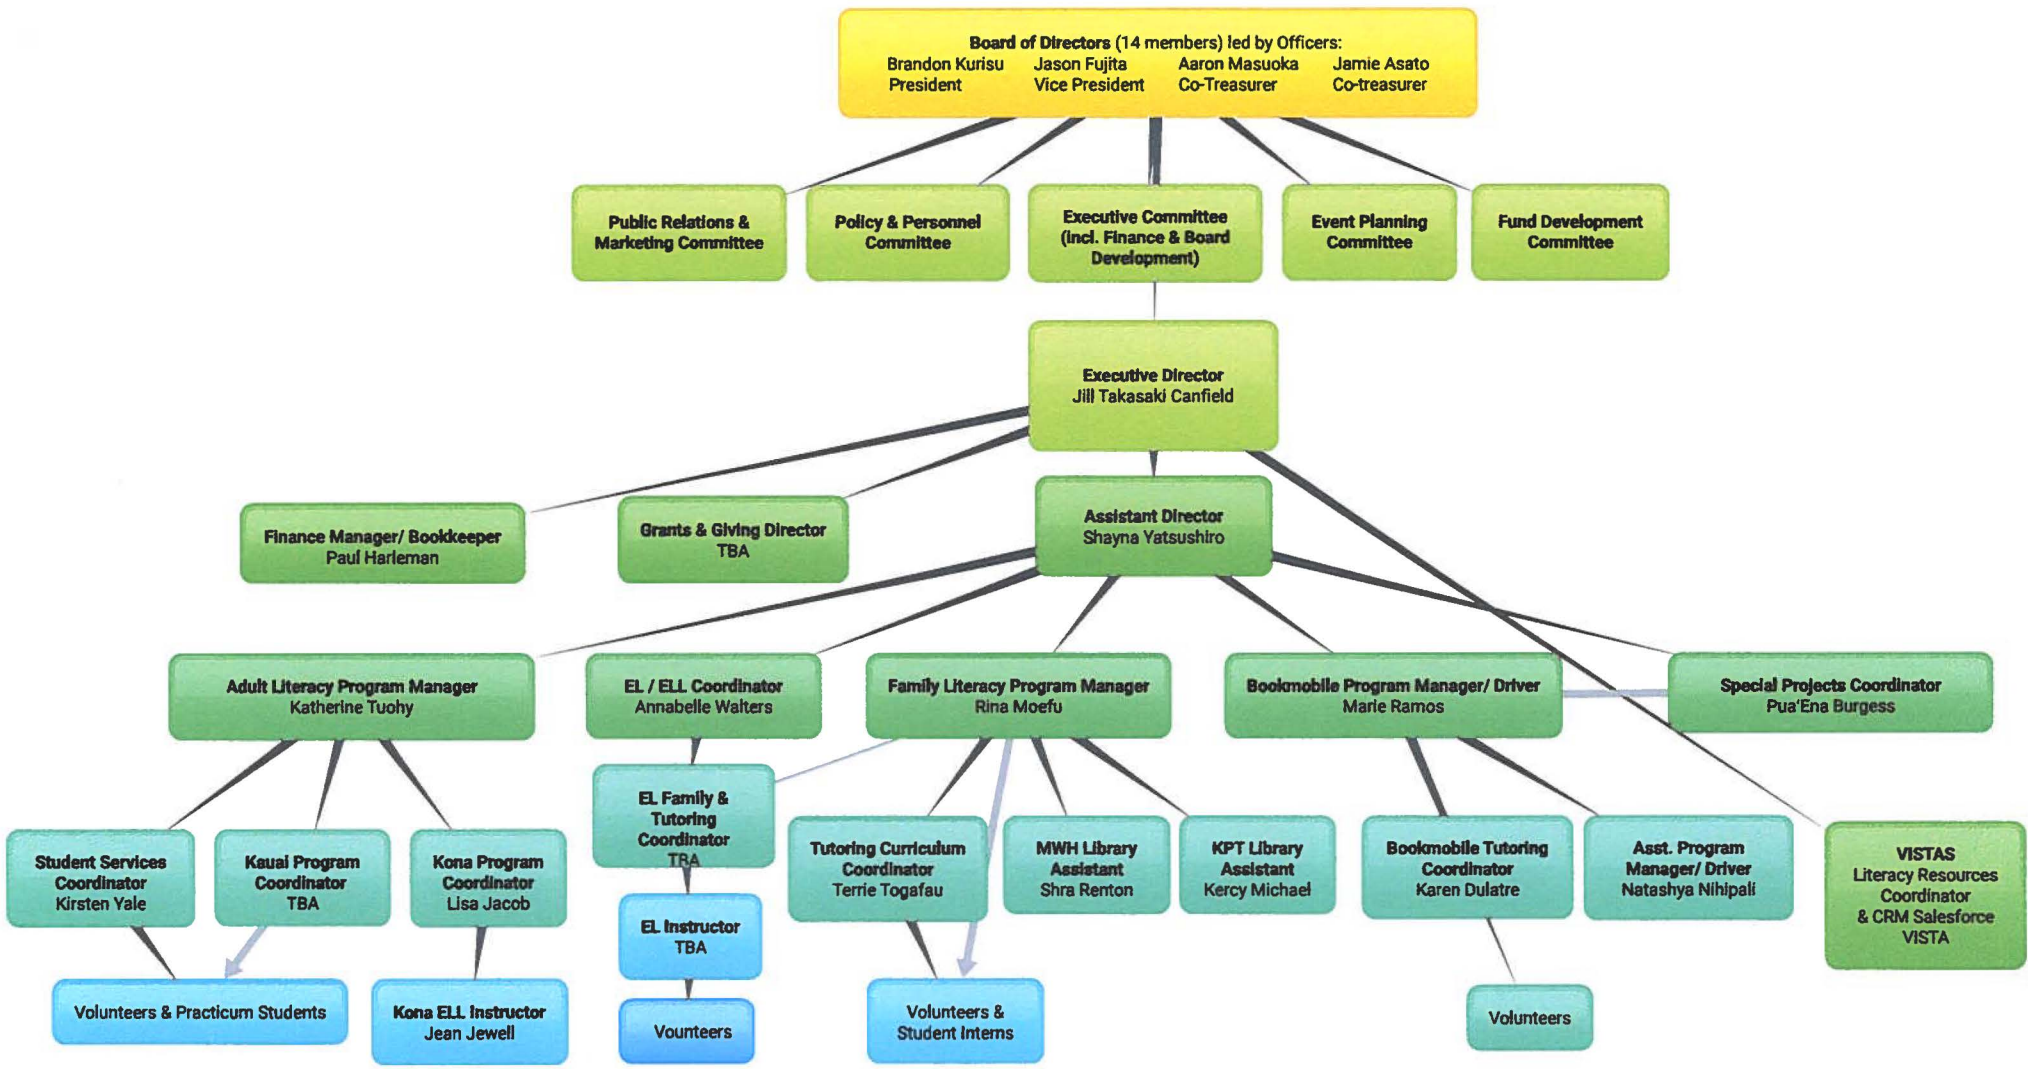 Board of Directors (14 members) led by Officers:
Brandon Kurisu Jason Fujita Aaron Masuoka Jamie Asato
President Vice President Co-Treasurer Co-treasurer
Public Relations &
Marketing Committee
Policy & Personnel
Committee
Executive Committee
(incl. Finance & Board
Development)
Event Planning
Committee
Fund Development
Committee
Executive Director
Jill Takasaki Canfield
Finance Manager/ Bookkeeper
Paul Harleman
Grants & Giving Director
TBA
Assistant Director
Shayna Yatsushiro
Adult Literacy Program Manager
Katherine Tuohy
EL / ELL Coordinator
Annabelle Walters
Family Literacy Program Manager
Rina Moefu
Bookmobile Program Manager/ Driver
Marie Ramos
Special Projects Coordinator
Pua'Ena Burgess
Student Services
Coordinator
Kirsten Yale
Kauai Program
Coordinator
TBA
Kona Program
Coordinator
Lisa Jacob
EL Family &
Tutoring
Coordinator
TBA
Tutoring Curriculum
Coordinator
Terrie Togafau
MWH Library
Assistant
Shra Renton
KPT Library
Assistant
Kercy Michael
Bookmobile Tutoring
Coordinator
Karen Dulatre
Asst. Program
Manager/ Driver
Natashya Nihipali
VISTAS
Literacy Resources
Coordinator
& CRM Salesforce
VISTA
EL Instructor
TBA
Volunteers & Practicum Students
Kona ELL Instructor
Jean Jewell
Vounteers
Volunteers &
Student Interns
Volunteers